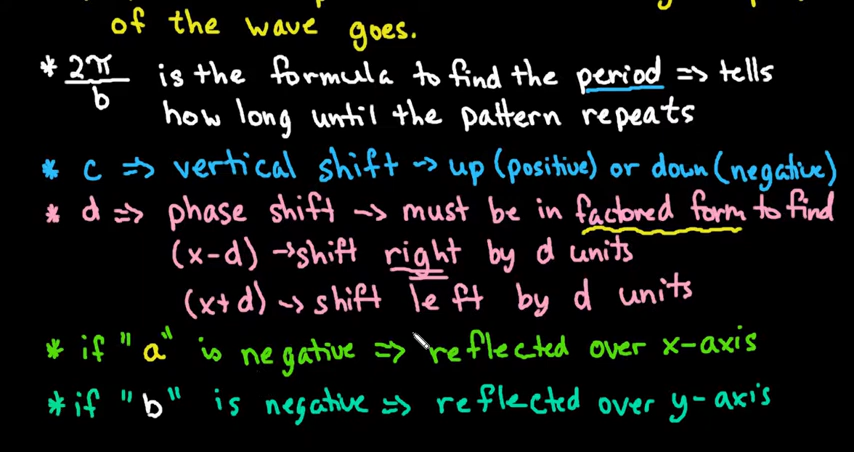 of the wave goes.
* 2π/b is the formula to find the period => tells
how long until the pattern repeats
* c => vertical shift → up (positive) or down (negative)
* d => phase shift → must be in factored form to find
(x-d) → shift right by d units
(x+d) → shift left by d units
* if "a" is negative => reflected over x-axis
* if "b" is negative => reflected over y-axis